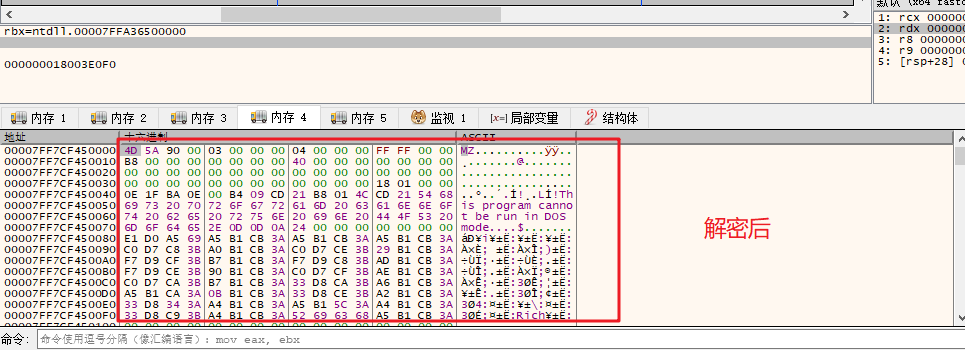 默认 (x64 fastc
1: rcx 000000
2: rdx 000000
3: r8 0000000
4: r9 0000000
5: [rsp+28] 0
rbx=ntdll.00007FFA36500000
000000018003E0F0
内存 1 内存 2 内存 3 内存 4 内存 5 监视 1 [x=] 局部变量 结构体
地址 十六进制 ASCII
00007FF7CF450000 4D 5A 90 00 03 00 00 00 04 00 00 00 FF FF 00 00 MZ..........ÿÿ..
00007FF7CF450010 B8 00 00 00 00 00 00 00 40 00 00 00 00 00 00 00 ........@.......
00007FF7CF450020 00 00 00 00 00 00 00 00 00 00 00 00 00 00 00 00 ................
00007FF7CF450030 00 00 00 00 00 00 00 00 00 00 00 00 18 01 00 00 ................
00007FF7CF450040 0E 1F BA 0E 00 B4 09 CD 21 B8 01 4C CD 21 54 68 ..º..´.Í!¸.LÍ!Th
00007FF7CF450050 69 73 20 70 72 6F 67 72 61 6D 20 63 61 6E 6E 6F is program canno
00007FF7CF450060 74 20 62 65 20 72 75 6E 20 69 6E 20 44 4F 53 20 t be run in DOS
00007FF7CF450070 6D 6F 64 65 2E 0D 0D 0A 24 00 00 00 00 00 00 00 mode....$.......
00007FF7CF450080 E1 D0 A5 69 A5 B1 CB 3A A5 B1 CB 3A A5 B1 CB 3A áÐ¥i¥±Ë:¥±Ë:¥±Ë:
00007FF7CF450090 C0 D7 C8 3B A0 B1 CB 3A C0 D7 CE 3B 29 B1 CB 3A
00007FF7CF4500A0 F7 D9 CF 3B B7 B1 CB 3A F7 D9 C8 3B AD B1 CB 3A
00007FF7CF4500B0 F7 D9 CE 3B 90 B1 CB 3A C0 D7 CF 3B AE B1 CB 3A
00007FF7CF4500C0 C0 D7 CA 3B B7 B1 CB 3A 33 D8 CA 3B A6 B1 CB 3A
00007FF7CF4500D0 A5 B1 CA 3A 0B B1 CB 3A 33 D8 CE 3B A2 B1 CB 3A
00007FF7CF4500E0 33 D8 34 3A A4 B1 CB 3A A5 B1 5C 3A A4 B1 CB 3A
00007FF7CF4500F0 33 D8 C9 3B A4 B1 CB 3A 52 69 63 68 A5 B1 CB 3A 3ØÉ;¤±Ë:Rich¥±Ë:
解密后
命令: 命令使用逗号分隔（像汇编语言）: mov eax, ebx